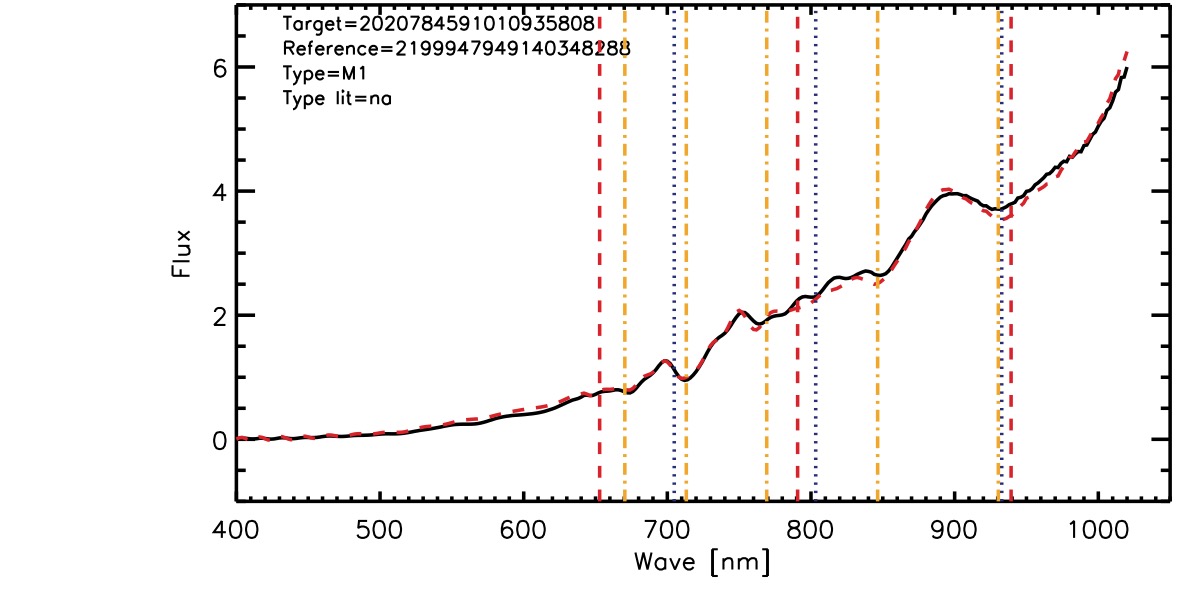 Target=2020784591010935808
Reference=2199947949140348288
Type=M1
Type lit=na
6
4
2
0
Flux
400 500 600 700 800 900 1000
Wave [nm]